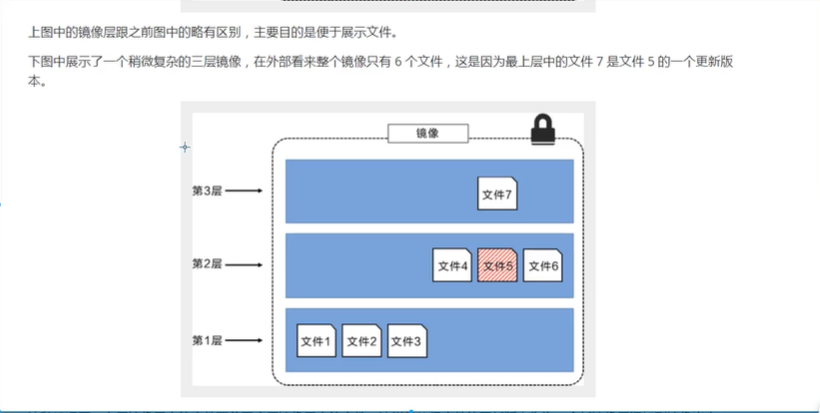 上图中的镜像层跟之前图中的略有区别，主要目的是便于展示文件。
下图中展示了一个稍微复杂的三层镜像，在外部看来整个镜像只有 6 个文件，这是因为最上层中的文件 7 是文件 5 的一个更新版
本。
镜像
第3层
文件7
第2层
文件4 文件5 文件6
第1层
文件1 文件2 文件3